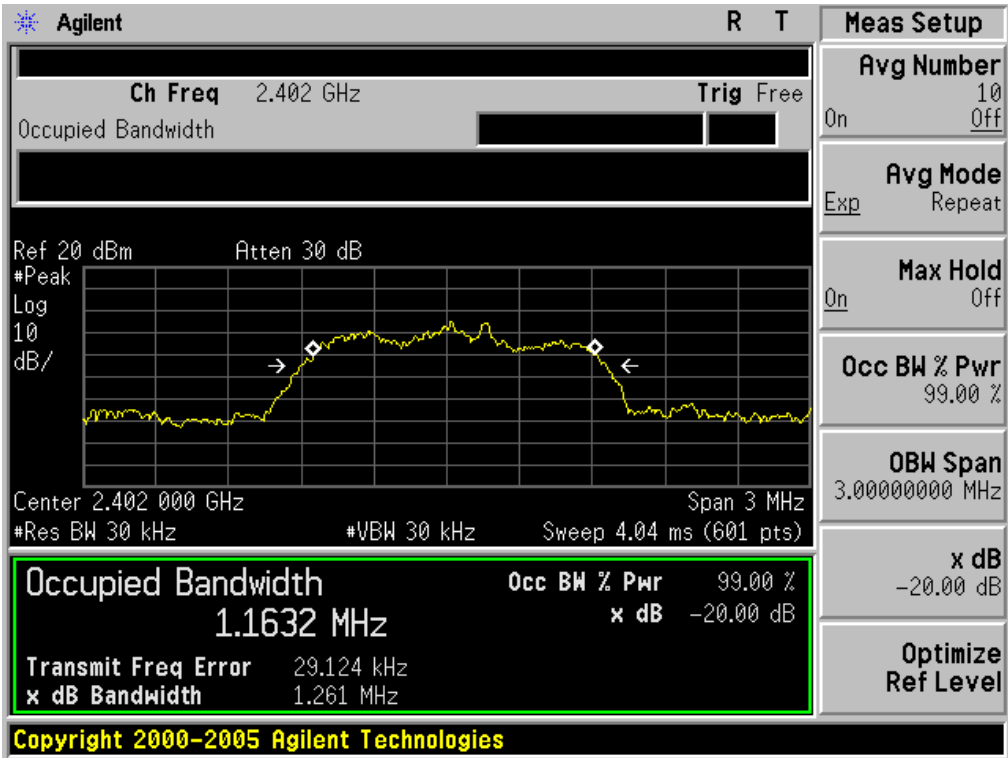 Agilent R T
Ch Freq 2.402 GHz Trig Free
Occupied Bandwidth
Ref 20 dBm Atten 30 dB
#Peak
Log
10
dB/
Center 2.402 000 GHz Span 3 MHz
#Res BW 30 kHz #VBW 30 kHz Sweep 4.04 ms (601 pts)
Occupied Bandwidth Occ BW % Pwr 99.00 %
1.1632 MHz x dB -20.00 dB
Transmit Freq Error 29.124 kHz
x dB Bandwidth 1.261 MHz
Copyright 2000-2005 Agilent Technologies
Meas Setup
Avg Number
10
On Off
Avg Mode
Exp Repeat
Max Hold
On Off
Occ BW % Pwr
99.00 %
OBW Span
3.00000000 MHz
x dB
-20.00 dB
Optimize
Ref Level